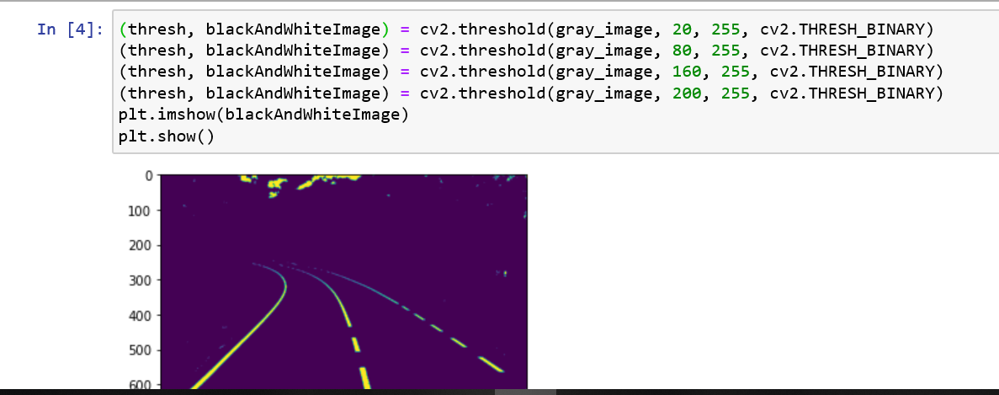 In [4]: (thresh, blackAndWhiteImage) = cv2.threshold(gray_image, 20, 255, cv2.THRESH_BINARY)
(thresh, blackAndWhiteImage) = cv2.threshold(gray_image, 80, 255, cv2.THRESH_BINARY)
(thresh, blackAndWhiteImage) = cv2.threshold(gray_image, 160, 255, cv2.THRESH_BINARY)
(thresh, blackAndWhiteImage) = cv2.threshold(gray_image, 200, 255, cv2.THRESH_BINARY)
plt.imshow(blackAndWhiteImage)
plt.show()
0
100
200
300
400
500
600